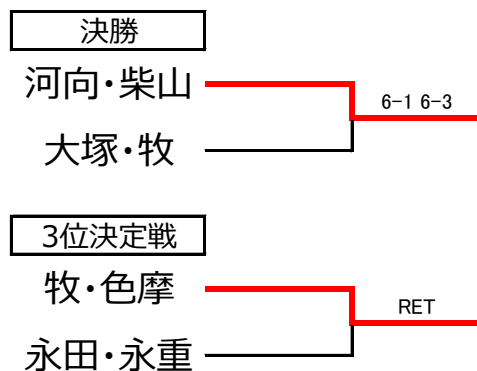 決勝
河向・柴山
6-1 6-3
大塚・牧
3位決定戦
牧・色摩
RET
永田・永重